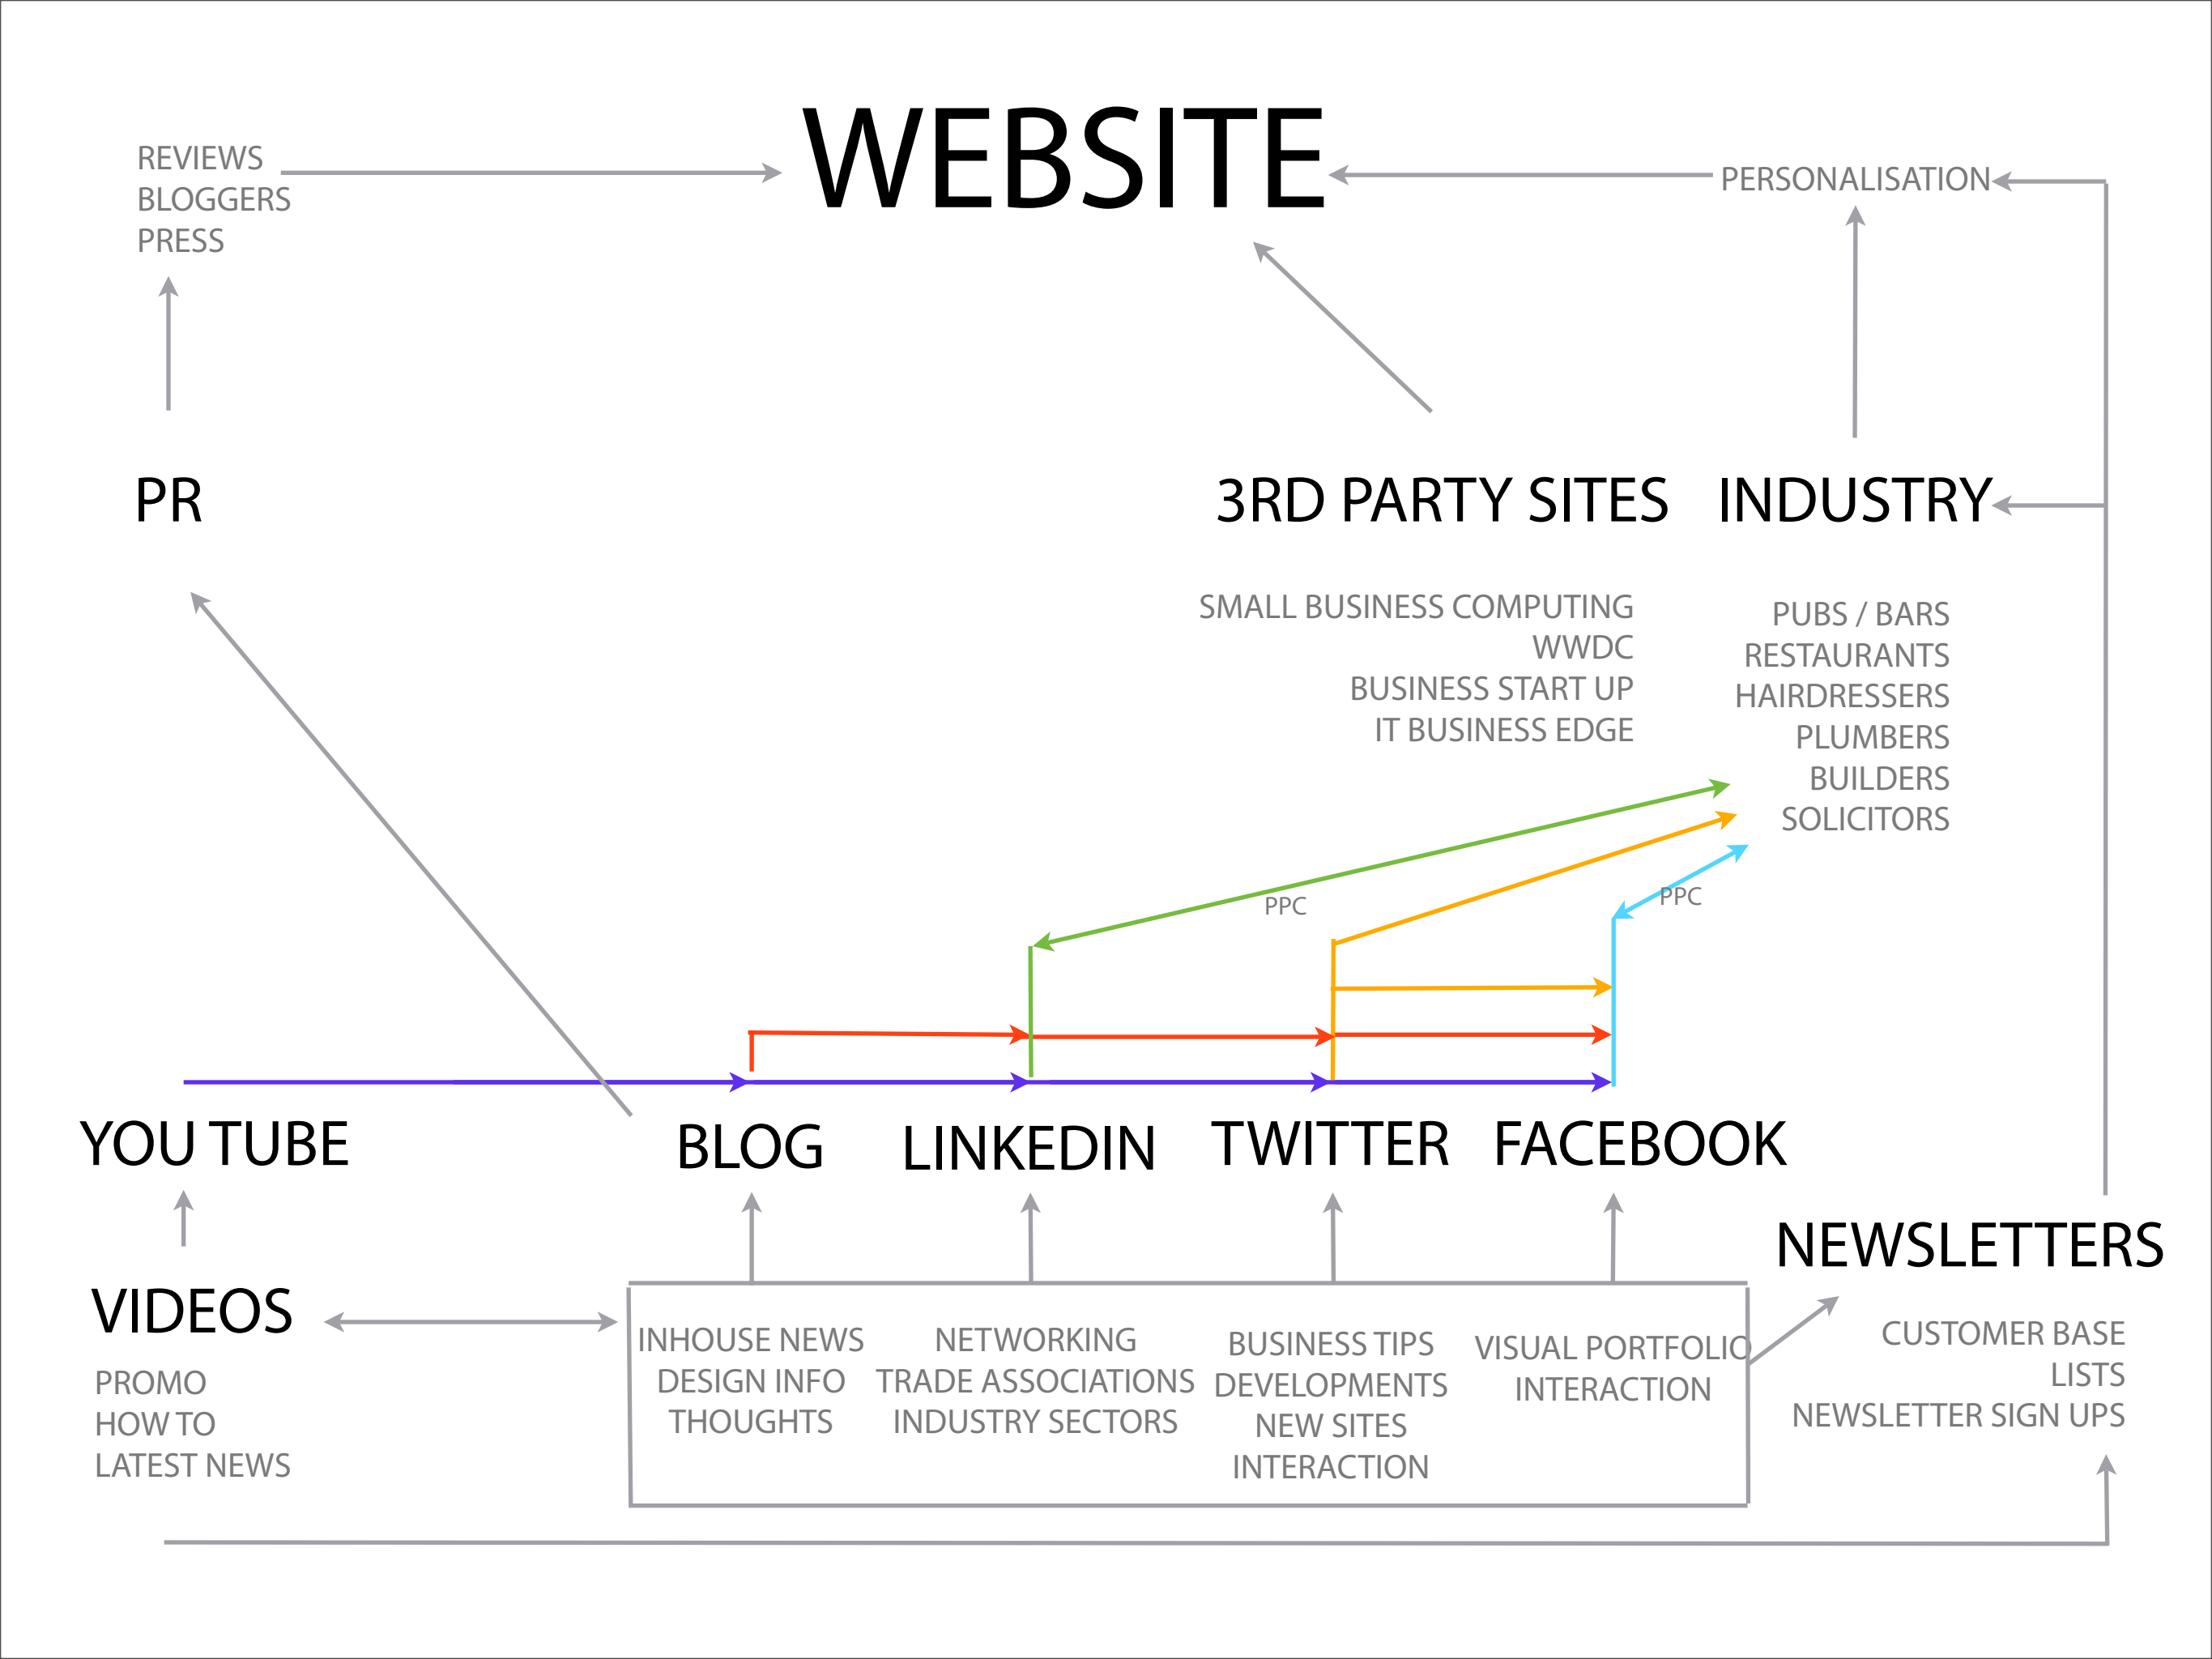 WEBSITE
REVIEWS
BLOGGERS
PRESS
PERSONALISATION
PR
3RD PARTY SITES
INDUSTRY
SMALL BUSINESS COMPUTING
WWDC
BUSINESS START UP
IT BUSINESS EDGE
PUBS / BARS
RESTAURANTS
HAIRDRESSERS
PLUMBERS
BUILDERS
SOLICITORS
PPC
PPC
YOU TUBE
BLOG
LINKEDIN
TWITTER
FACEBOOK
NEWSLETTERS
VIDEOS
PROMO
HOW TO
LATEST NEWS
INHOUSE NEWS
DESIGN INFO
THOUGHTS
NETWORKING
TRADE ASSOCIATIONS
INDUSTRY SECTORS
BUSINESS TIPS
DEVELOPMENTS
NEW SITES
INTERACTION
VISUAL PORTFOLIO
INTERACTION
CUSTOMER BASE
LISTS
NEWSLETTER SIGN UPS